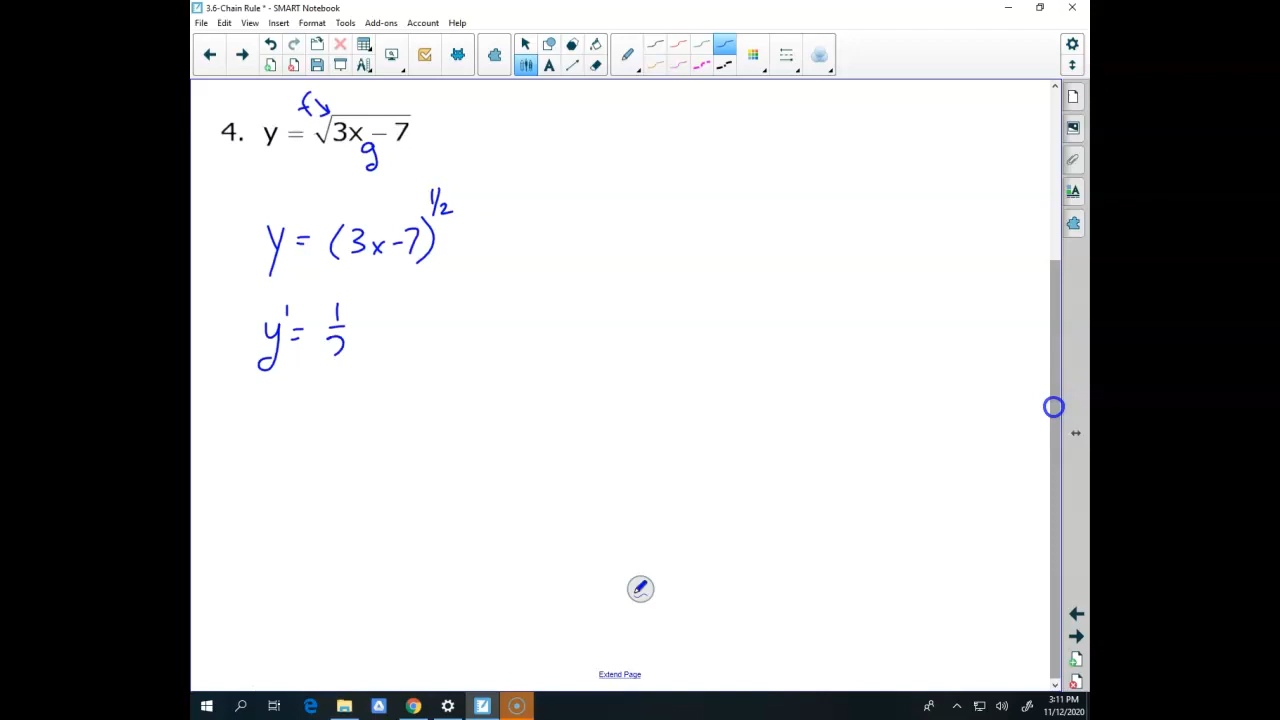 3.6-Chain Rule * - SMART Notebook
File Edit View Insert Format Tools Add-ons Account Help
f
4. y = √3x – 7
g
y = (3x-7)^1/2
y' = 1/2
Extend Page
3:11 PM
11/12/2020